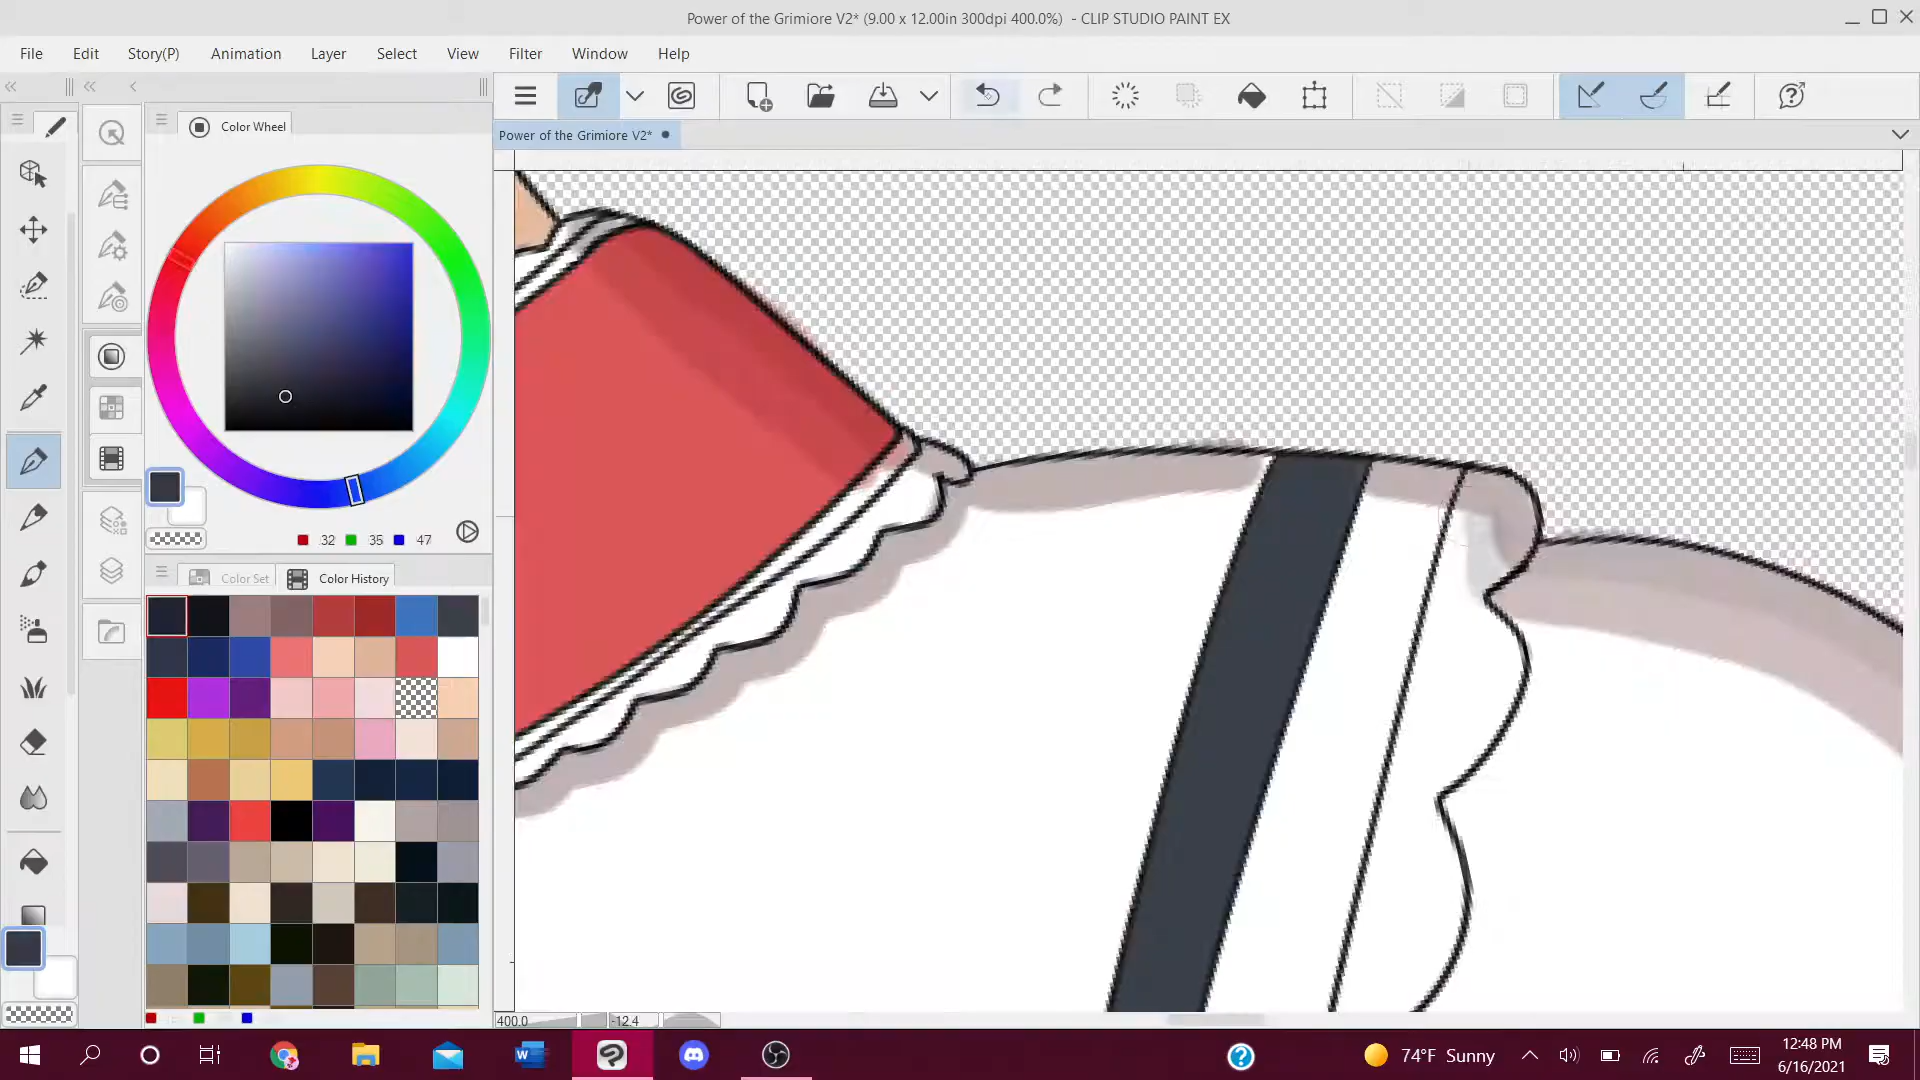 Power of the Grimiore V2* (9.00 x 12.00in 300dpi 400.0%) - CLIP STUDIO PAINT EX
File Edit Story(P) Animation Layer Select View Filter Window Help
Color Wheel
Power of the Grimiore V2*
32 35 47
Color Set Color History
400.0 -12.4
74°F Sunny
12:48 PM
6/16/2021